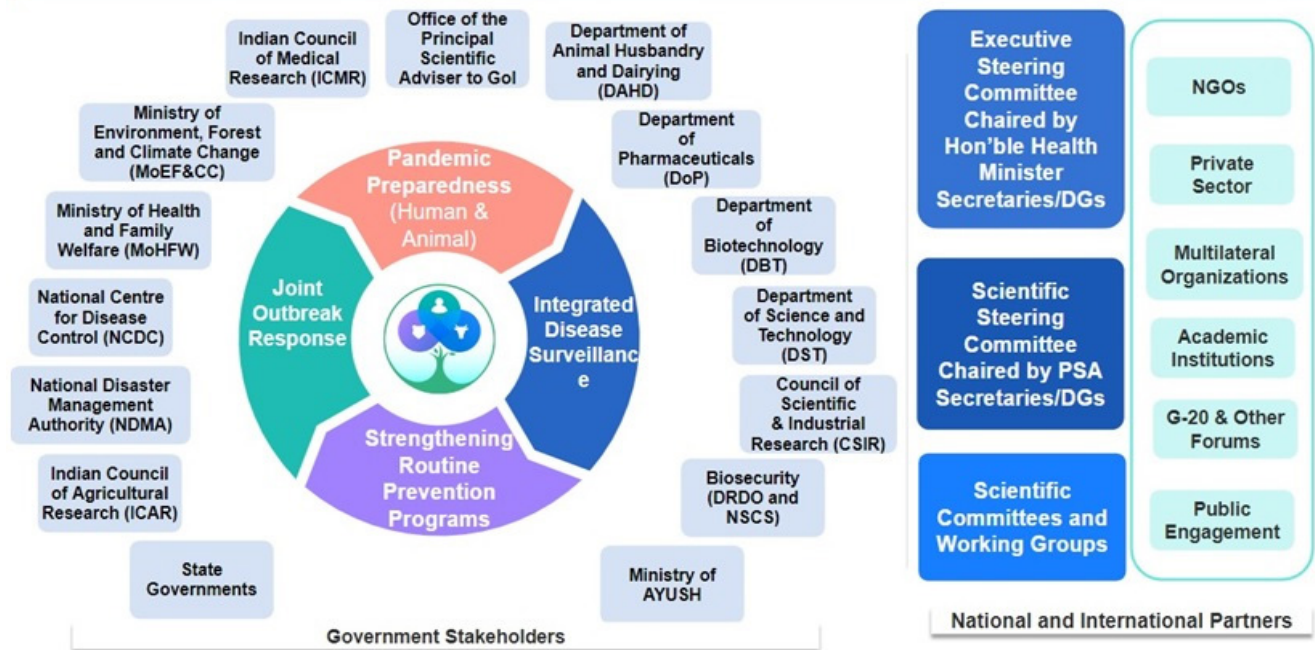 Indian Council
of Medical
Research (ICMR)
Office of the
Principal
Scientific
Adviser to GoI
Department of
Animal Husbandry
and Dairying
(DAHD)
Ministry of
Environment, Forest
and Climate Change
(MoEF&CC)
Department
of
Pharmaceuticals
(DoP)
Ministry of Health
and Family
Welfare (MoHFW)
Department
of
Biotechnology
(DBT)
National Centre
for Disease
Control (NCDC)
Department
of Science and
Technology
(DST)
National Disaster
Management
Authority (NDMA)
Council of
Scientific
& Industrial
Research (CSIR)
Indian Council
of Agricultural
Research (ICAR)
Biosecurity
(DRDO and
NSCS)
State
Governments
Ministry of
AYUSH
Pandemic
Preparedness
(Human &
Animal)
Joint
Outbreak
Response
Integrated
Disease
Surveillanc
e
Strengthening
Routine
Prevention
Programs
Government Stakeholders
Executive
Steering
Committee
Chaired by
Hon'ble Health
Minister
Secretaries/DGs
Scientific
Steering
Committee
Chaired by PSA
Secretaries/DGs
Scientific
Committees and
Working Groups
NGOs
Private
Sector
Multilateral
Organizations
Academic
Institutions
G-20 & Other
Forums
Public
Engagement
National and International Partners